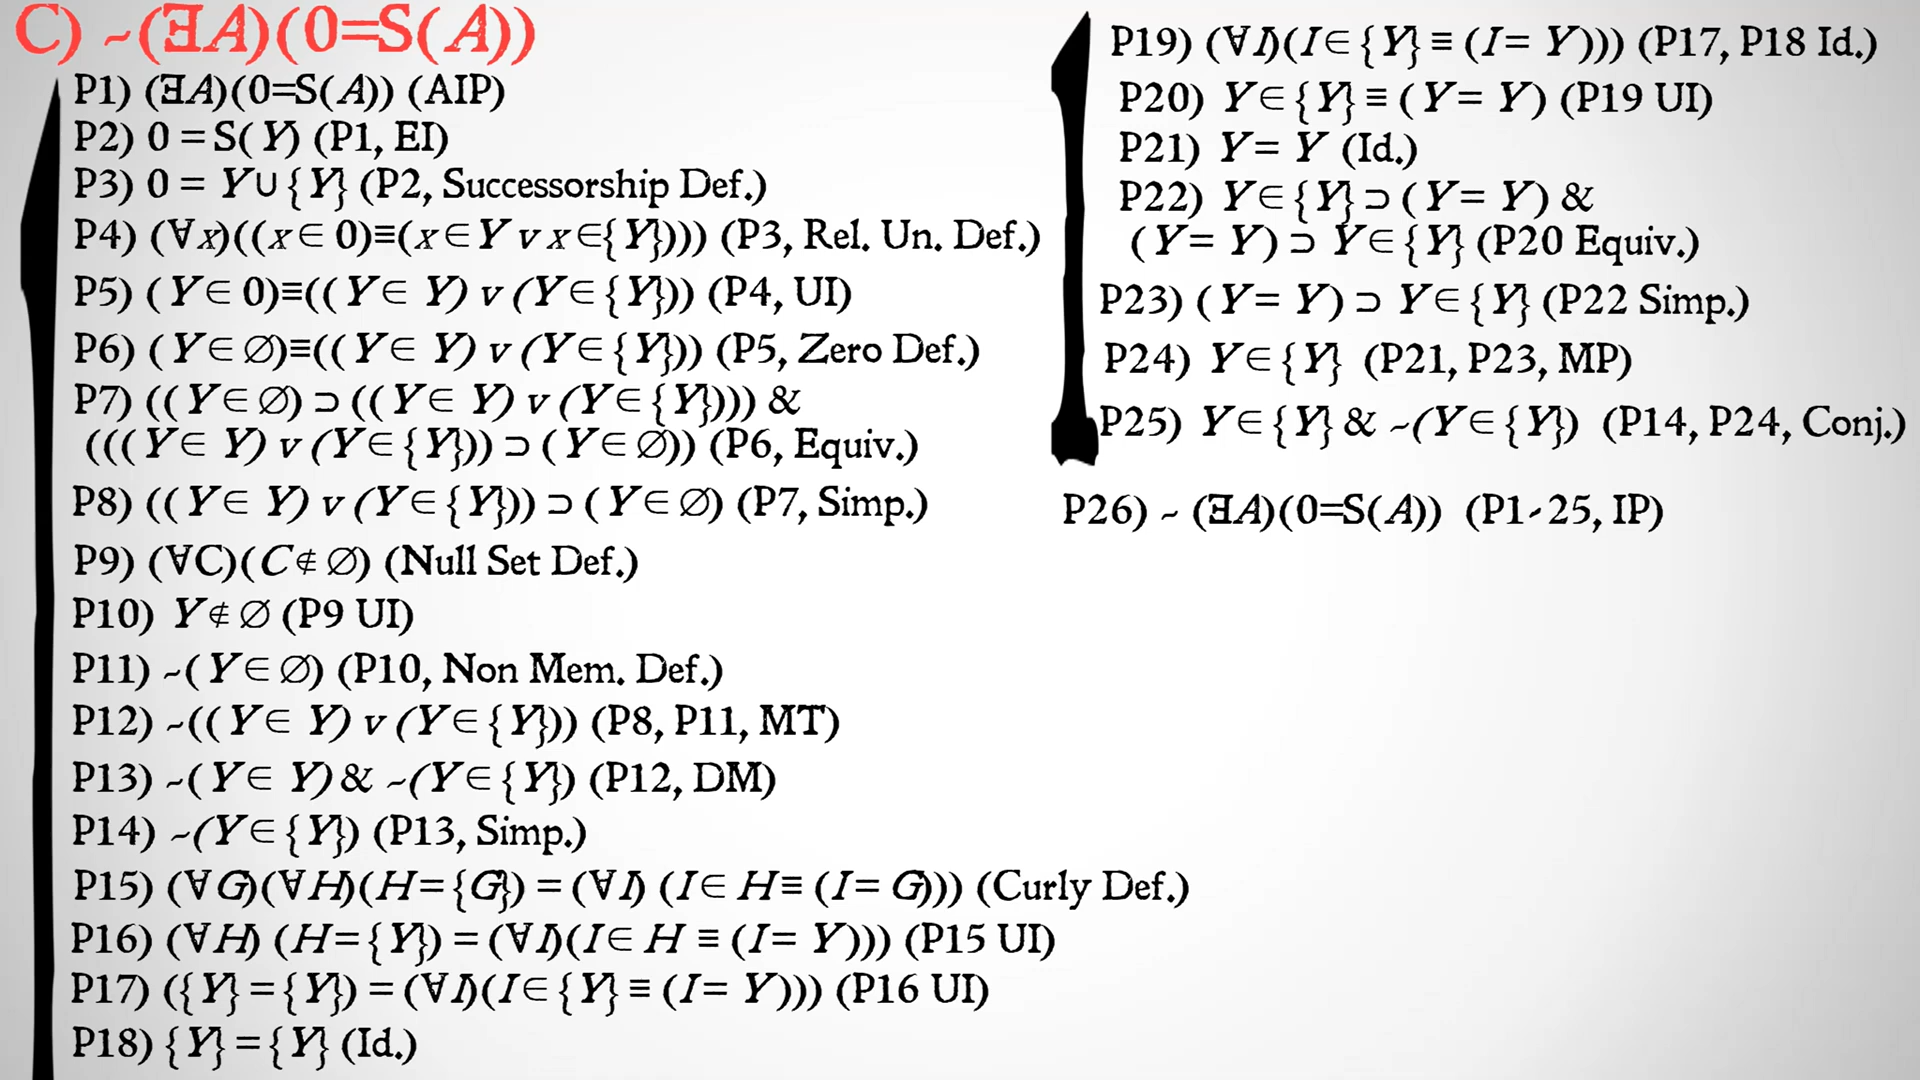 C) ~(∃A)(0=S(A))
P1) (∃A)(0=S(A)) (AIP)
P2) 0 = S(Y) (P1, EI)
P3) 0 = Y∪{Y} (P2, Successorship Def.)
P4) (∀x)((x∈ 0)≡(x∈Y v x∈{Y}))) (P3, Rel. Un. Def.)
P5) (Y∈ 0)≡((Y∈ Y) v (Y∈{Y})) (P4, UI)
P6) (Y∈∅)≡((Y∈ Y) v (Y∈{Y})) (P5, Zero Def.)
P7) ((Y∈∅) ⊃ ((Y∈ Y) v (Y∈{Y}))) &
(((Y∈ Y) v (Y∈{Y})) ⊃ (Y∈∅)) (P6, Equiv.)
P8) ((Y∈ Y) v (Y∈{Y})) ⊃ (Y∈∅) (P7, Simp.)
P9) (∀C)(C∉∅) (Null Set Def.)
P10) Y∉∅ (P9 UI)
P11) ~(Y∈∅) (P10, Non Mem. Def.)
P12) ~((Y∈ Y) v (Y∈{Y})) (P8, P11, MT)
P13) ~(Y∈ Y) & ~(Y∈{Y}) (P12, DM)
P14) ~(Y∈{Y}) (P13, Simp.)
P15) (∀G)(∀H)(H={G}) = (∀I) (I∈ H≡ (I= G))) (Curly Def.)
P16) (∀H) (H={Y}) = (∀I)(I∈ H ≡ (I= Y))) (P15 UI)
P17) ({Y}={Y}) = (∀I)(I∈{Y} ≡ (I= Y))) (P16 UI)
P18) {Y}={Y} (Id.)
P19) (∀I)(I∈{Y} ≡ (I= Y))) (P17, P18 Id.)
P20) Y∈{Y} ≡ (Y= Y) (P19 UI)
P21) Y= Y (Id.)
P22) Y∈{Y} ⊃ (Y= Y) &
(Y= Y) ⊃ Y∈{Y} (P20 Equiv.)
P23) (Y= Y) ⊃ Y∈{Y} (P22 Simp.)
P24) Y∈{Y} (P21, P23, MP)
P25) Y∈{Y} & ~(Y∈{Y}) (P14, P24, Conj.)
P26) ~ (∃A)(0=S(A)) (P1-25, IP)